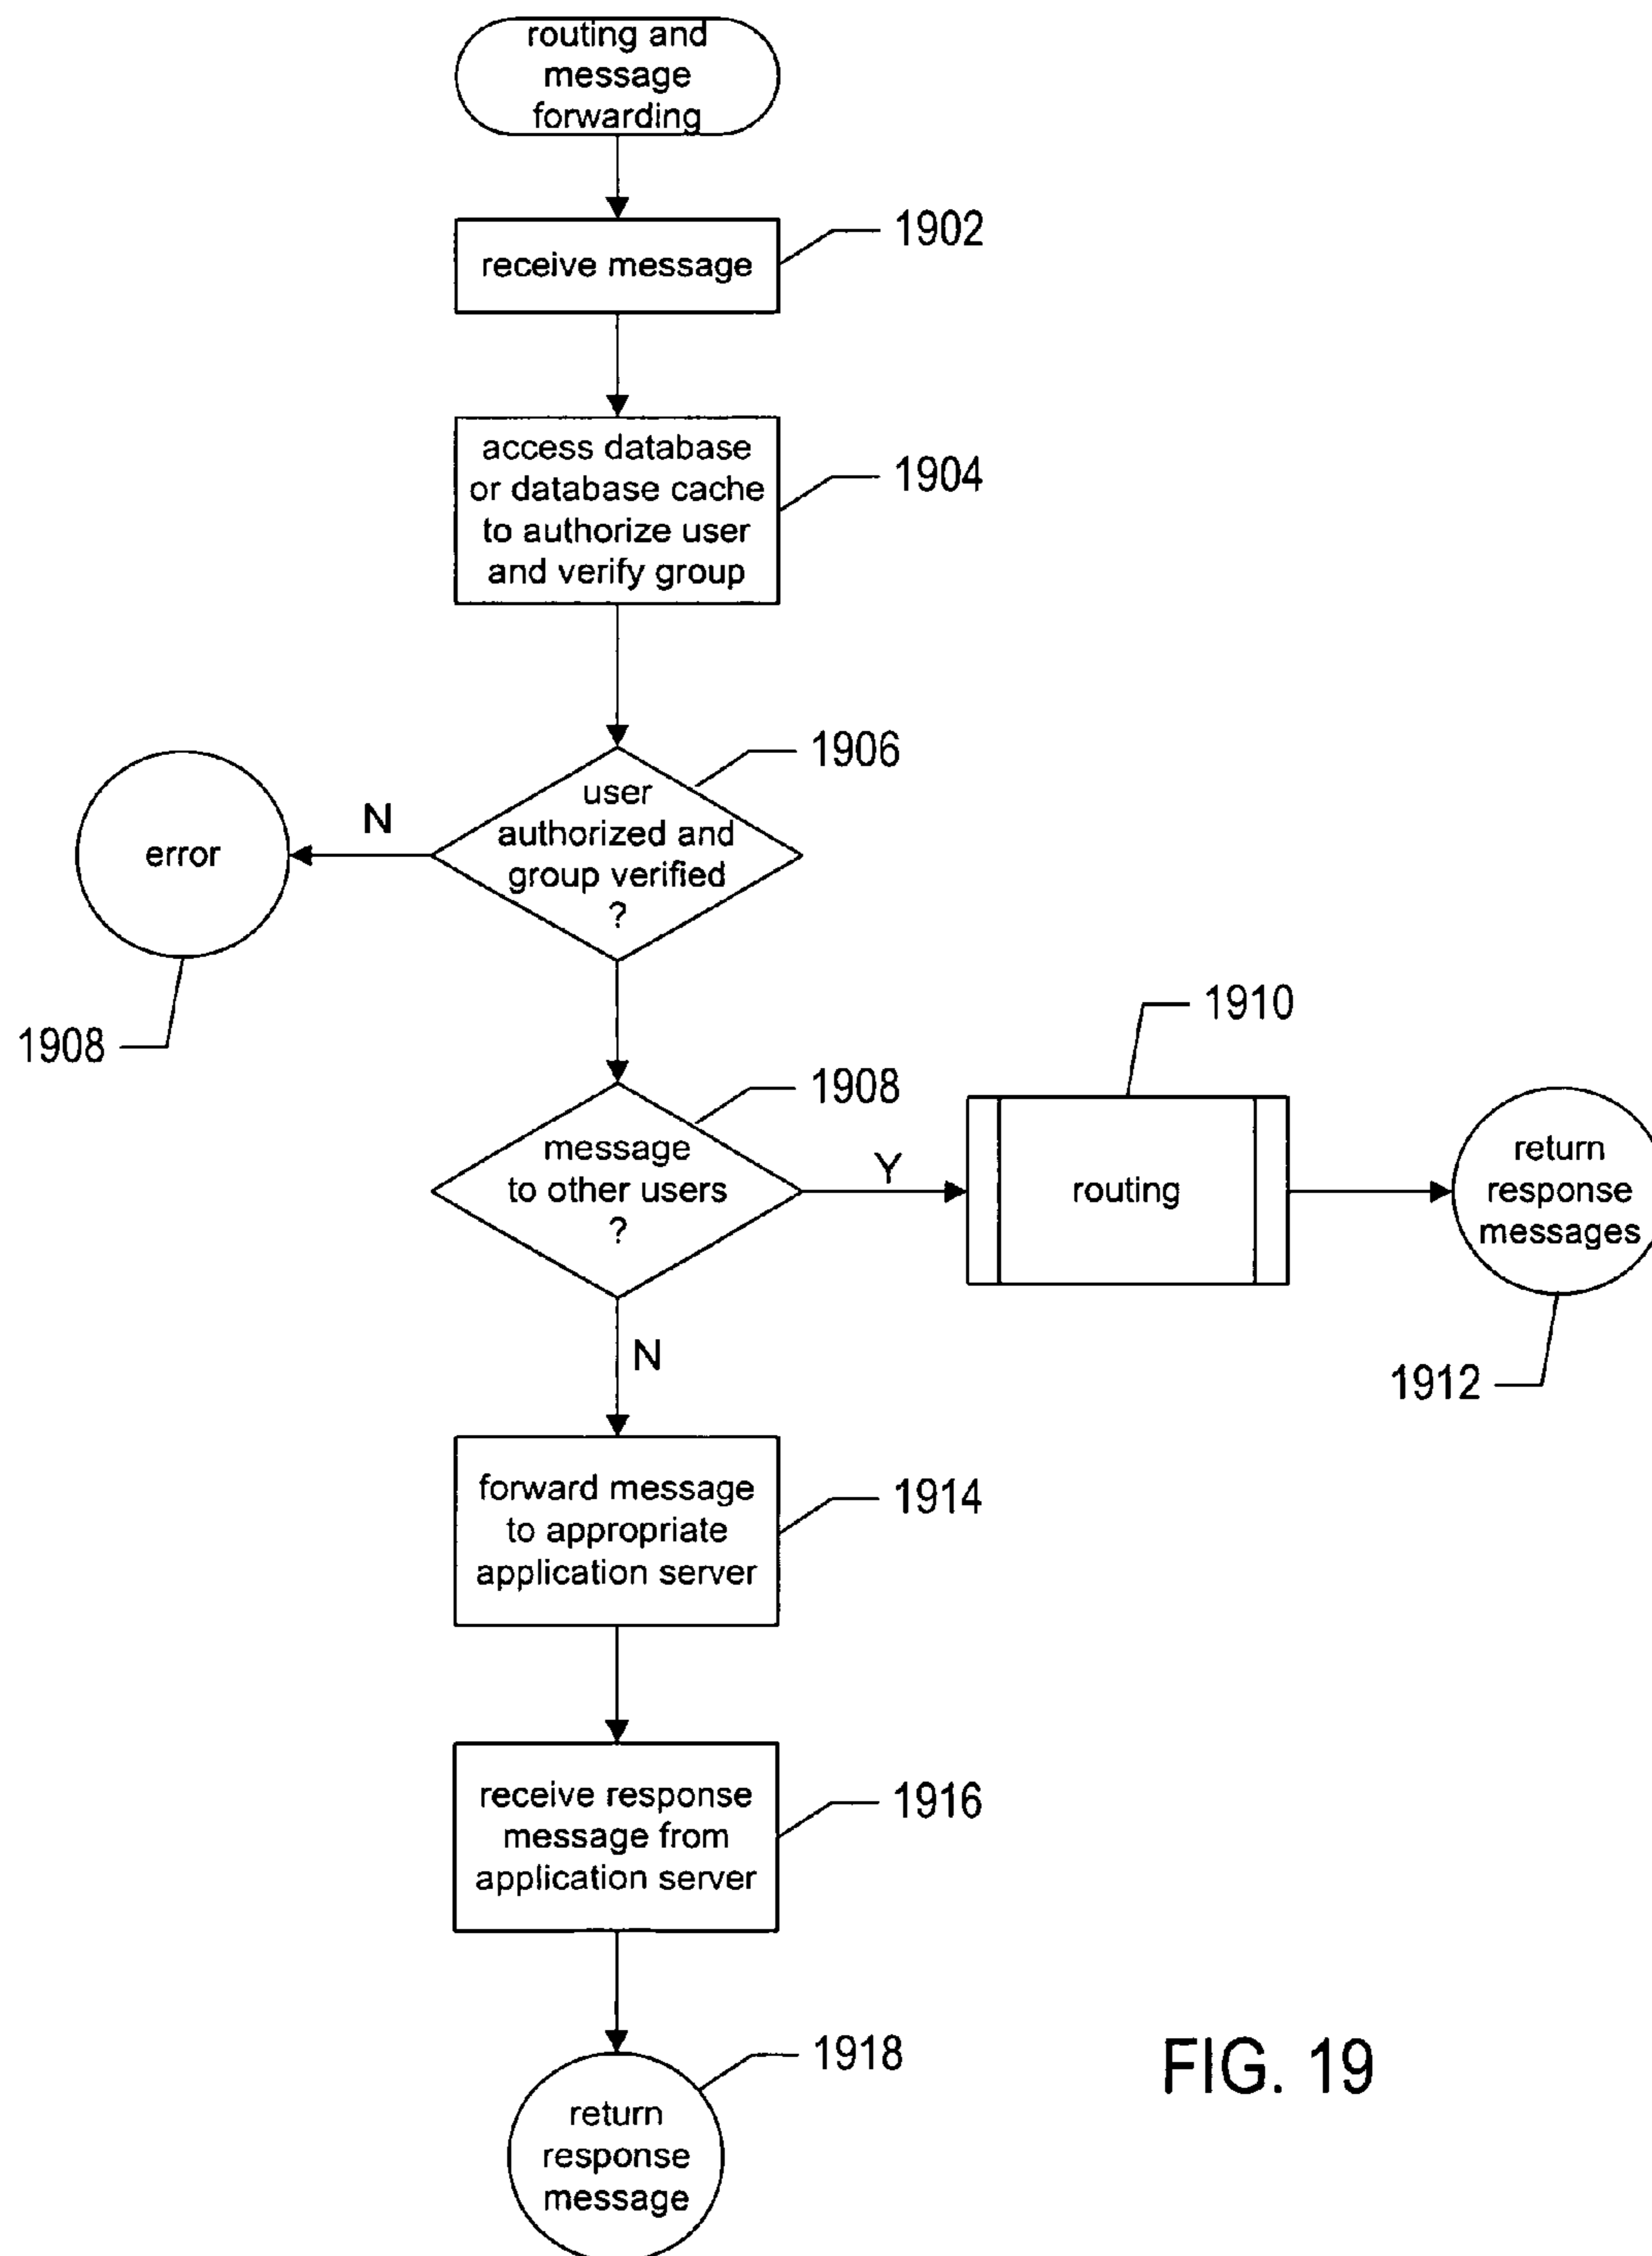 routing and
message
forwarding
1902
receive message
1904
access database
or database cache
to authorize user
and verify group
1906
user
authorized and
group verified
?
N
error
1908
1908
message
to other users
?
Y
1910
routing
return
response
messages
1912
N
1914
forward message
to appropriate
application server
1916
receive response
message from
application server
1918
return
response
message
FIG. 19